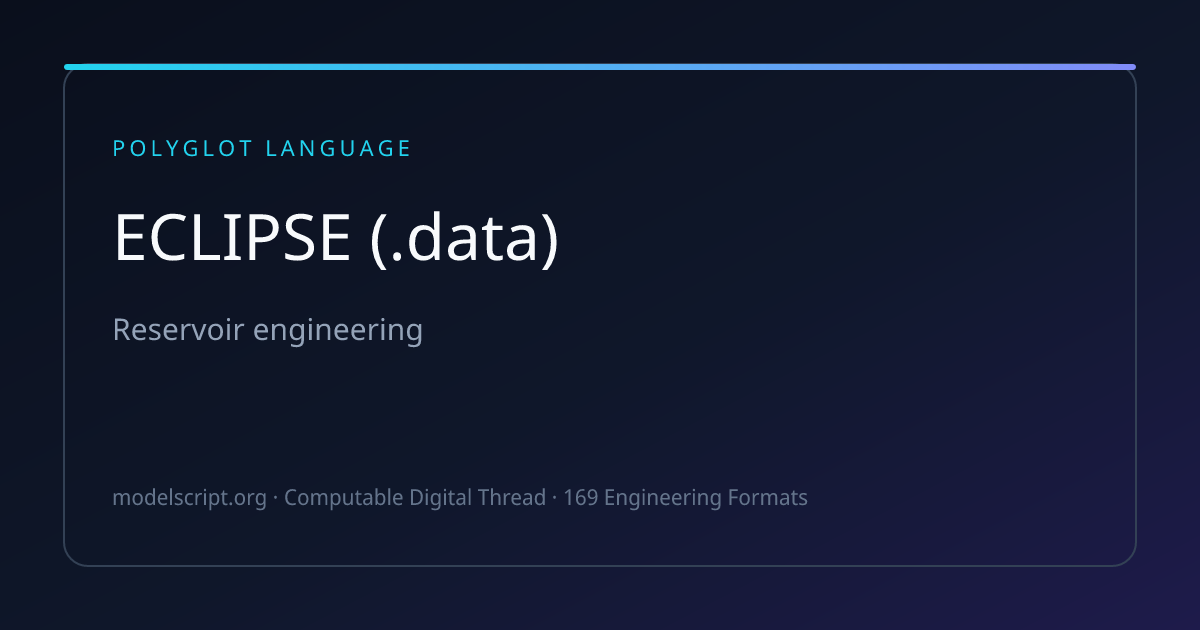 POLYGLOT LANGUAGE
ECLIPSE (.data)
Reservoir engineering
modelscript.org · Computable Digital Thread · 169 Engineering Formats